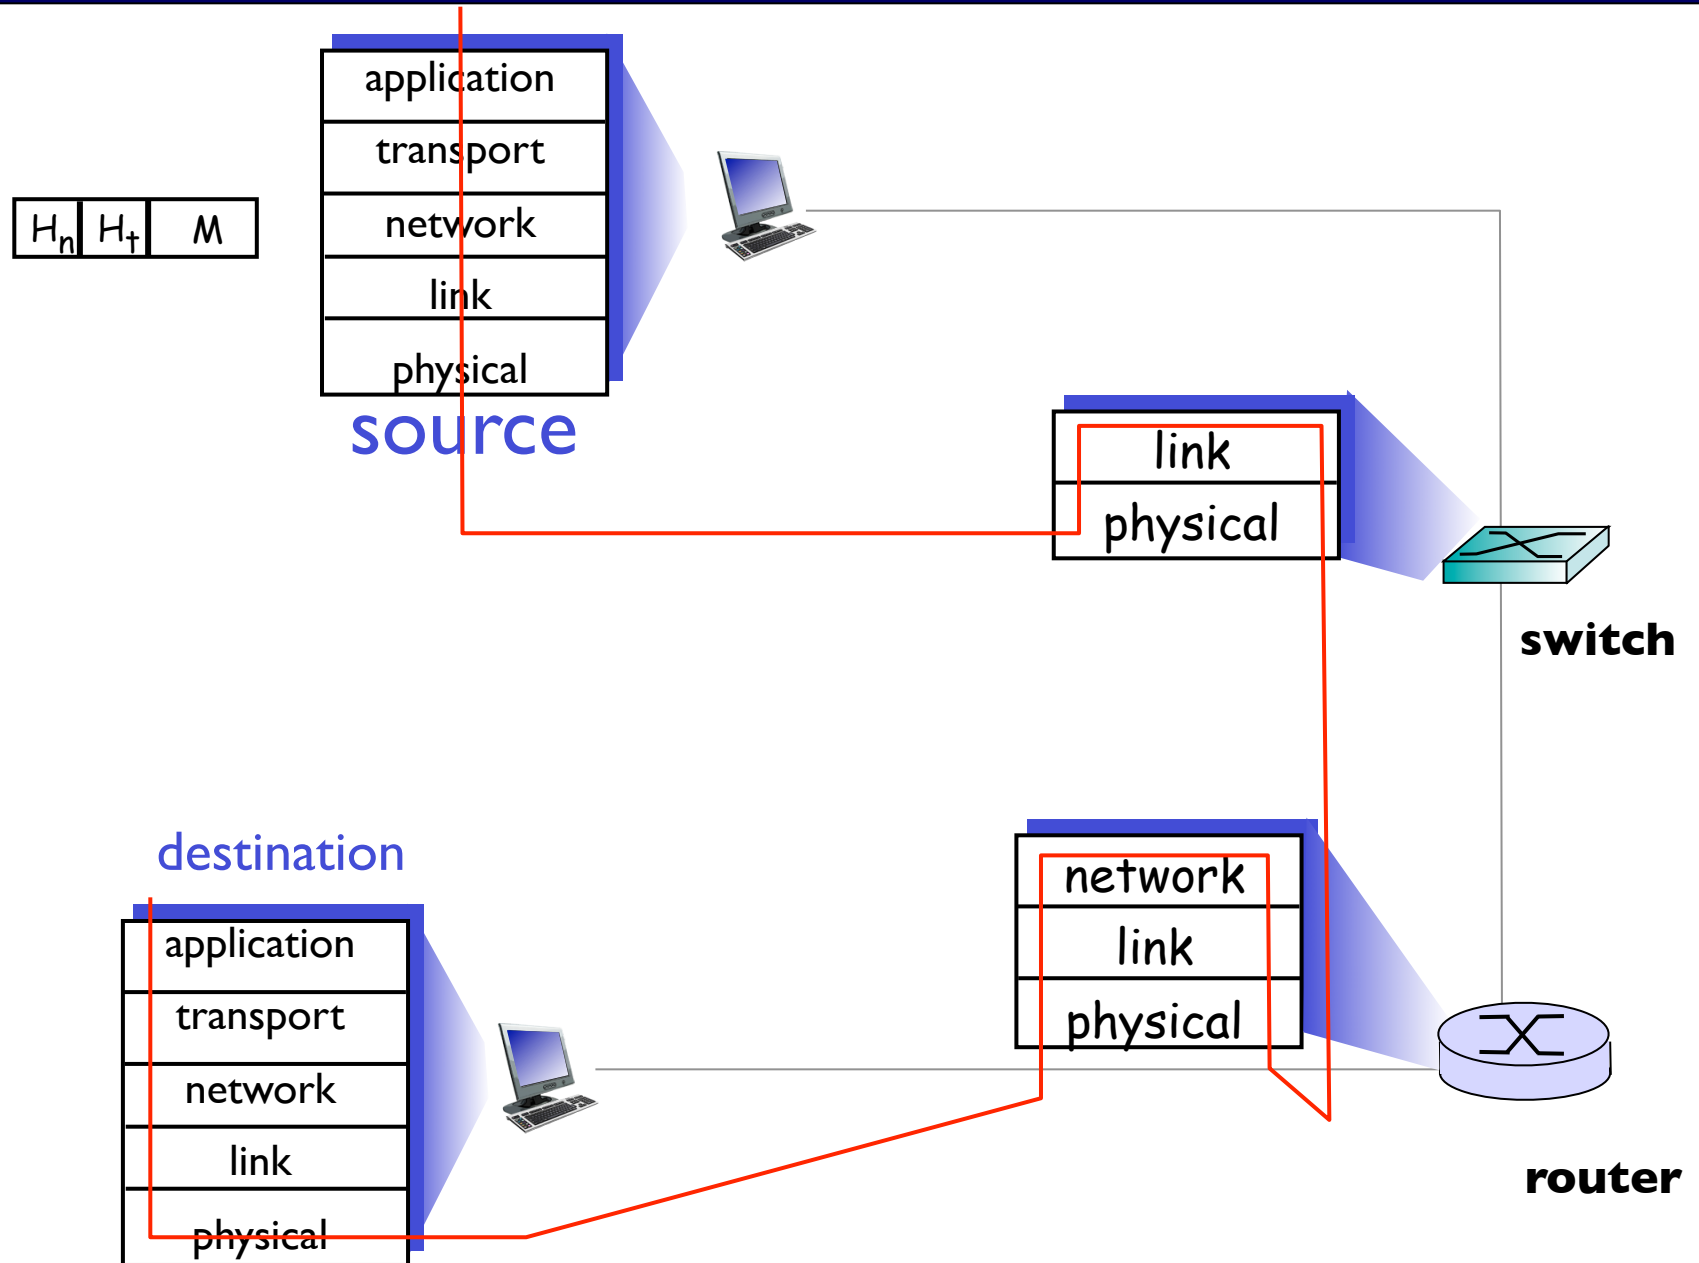 application
transport
Hn Ht M
network
link
physical
source
link
physical
switch
destination
network
link
physical
application
transport
network
link
physical
router